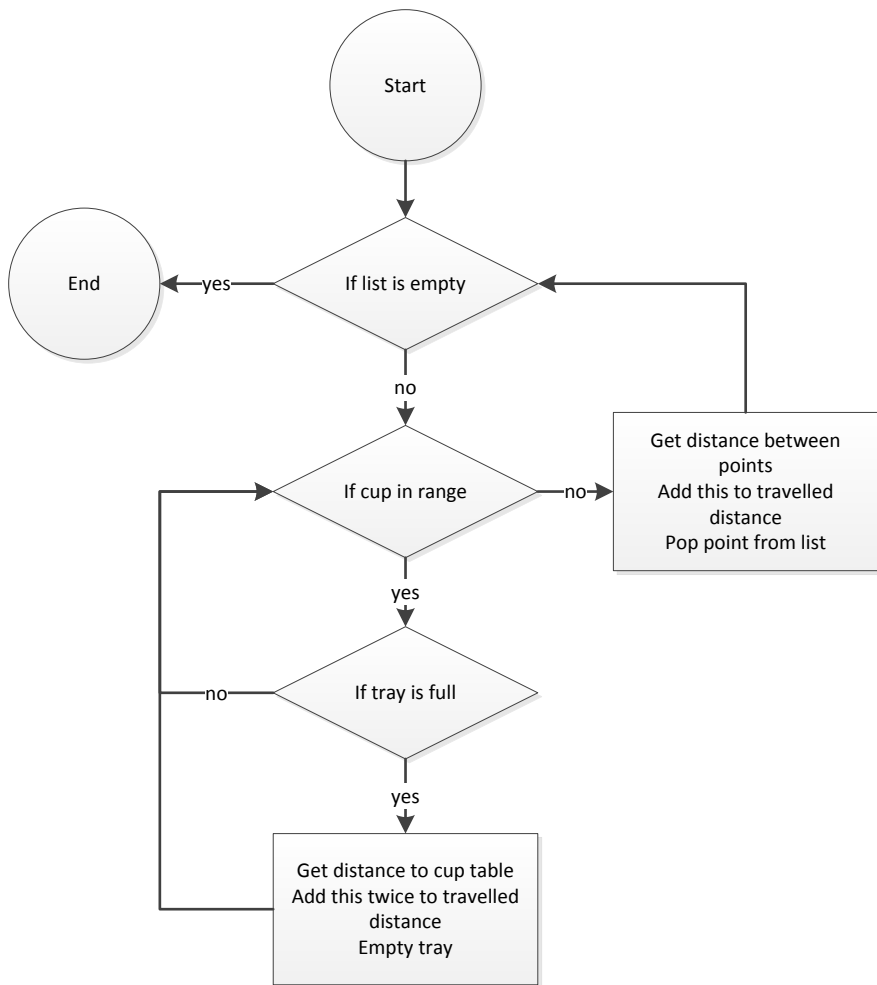 Start
End
yes
If list is empty
no
Get distance between
points
Add this to travelled
distance
Pop point from list
If cup in range
no
yes
no
If tray is full
yes
Get distance to cup table
Add this twice to travelled
distance
Empty tray